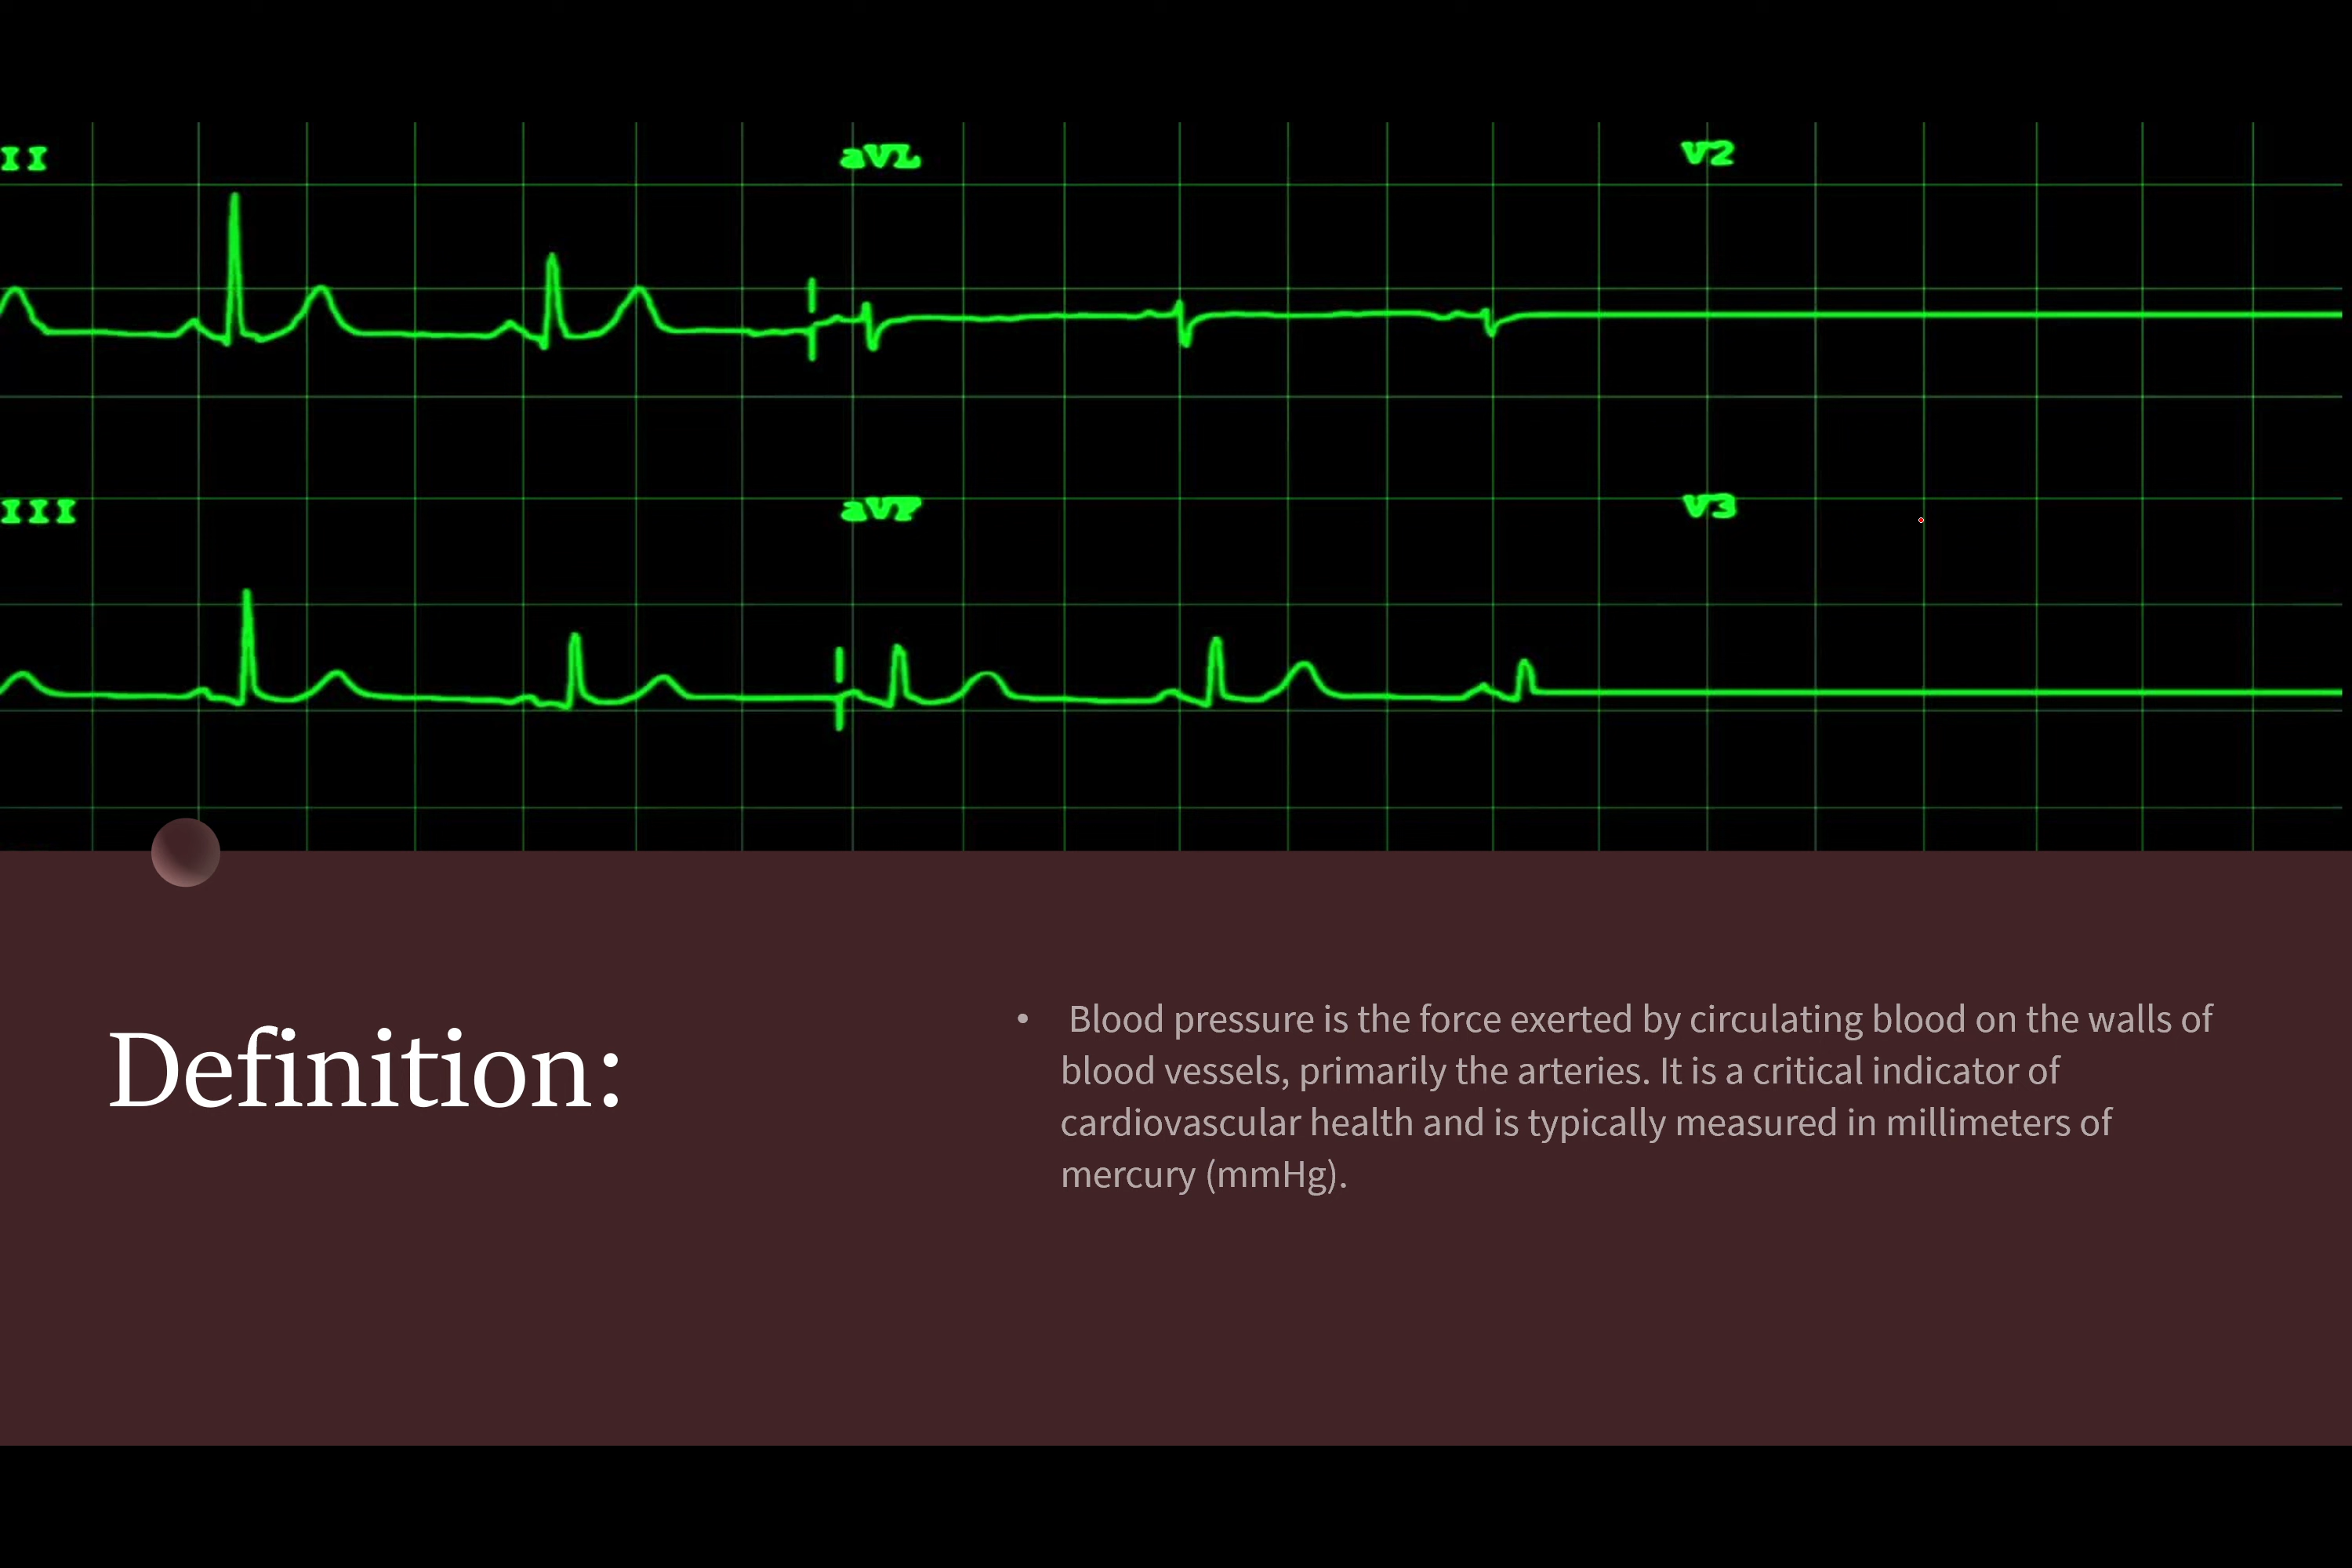 II aVL V2
III aVF V3
Definition:
• Blood pressure is the force exerted by circulating blood on the walls of
blood vessels, primarily the arteries. It is a critical indicator of
cardiovascular health and is typically measured in millimeters of
mercury (mmHg).